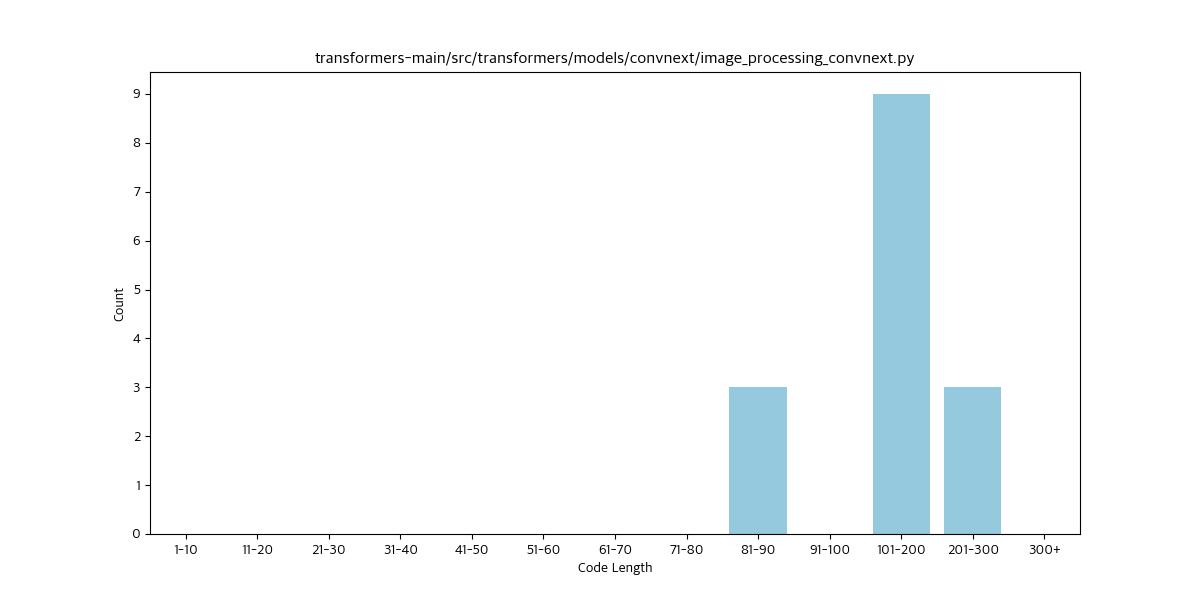 transformers-main/src/transformers/models/convnext/image_processing_convnext.py
9
8
7
6
5
4
3
2
1
0
Count
1-10 11-20 21-30 31-40 41-50 51-60 61-70 71-80 81-90 91-100 101-200 201-300 300+
Code Length